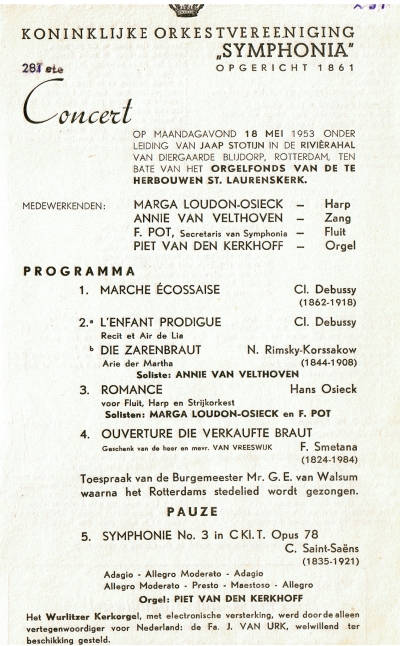 KONINKLIJKE ORKESTVEREENIGING
„SYMPHONIA”
OPGERICHT 1861
287 ste
Concert
OP MAANDAGAVOND 18 MEI 1953 ONDER
LEIDING VAN JAAP STOTIJN IN DE RIVIÈRAHAL
VAN DIERGAARDE BLIJDORP, ROTTERDAM, TEN
BATE VAN HET ORGELFONDS VAN DE TE
HERBOUWEN ST. LAURENSKERK.
MEDEWERKENDEN: MARGA LOUDON-OSIECK — Harp
ANNIE VAN VELTHOVEN — Zang
F. POT, Secretaris van Symphonia — Fluit
PIET VAN DEN KERKHOFF — Orgel
PROGRAMMA
1. MARCHE ÉCOSSAISE Cl. Debussy
(1862-1918)
2.a L'ENFANT PRODIGUE Cl. Debussy
Recit et Air de Lia
b DIE ZARENBRAUT N. Rimsky-Korssakow
Arie der Martha (1844-1908)
Soliste: ANNIE VAN VELTHOVEN
3. ROMANCE Hans Osieck
voor Fluit, Harp en Strijkorkest
Solisten: MARGA LOUDON-OSIECK en F. POT
4. OUVERTURE DIE VERKAUFTE BRAUT
Geschenk van de heer en mevr. VAN VREESWIJK F. Smetana
(1824-1984)
Toespraak van de Burgemeester Mr. G. E. van Walsum
waarna het Rotterdams stedelied wordt gezongen.
PAUZE
5. SYMPHONIE No. 3 in C Kl. T. Opus 78
C. Saint-Saëns
(1835-1921)
Adagio - Allegro Moderato - Adagio
Allegro Moderato - Presto - Maestoso - Allegro
Orgel: PIET VAN DEN KERKHOFF
Het Wurlitzer Kerkorgel, met electronische versterking, werd door de alleen
vertegenwoordiger voor Nederland: de Fa. J. VAN URK, welwillend ter
beschikking gesteld.